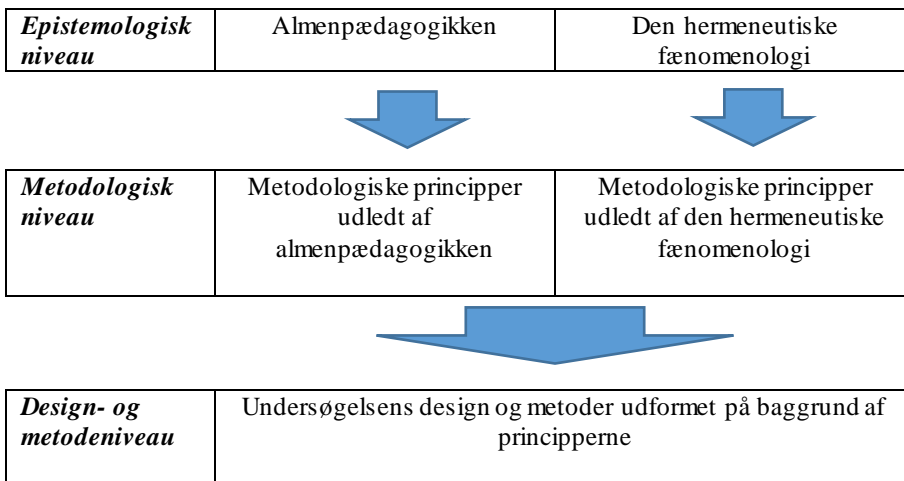 Epistemologisk
niveau
Almenpædagogikken
Den hermeneutiske
fænomenologi
Metodologisk
niveau
Metodologiske principper
udledt af
almenpædagogikken
Metodologiske principper
udledt af den hermeneutiske
fænomenologi
Design- og
metodeniveau
Undersøgelsens design og metoder udformet på baggrund af
principperne